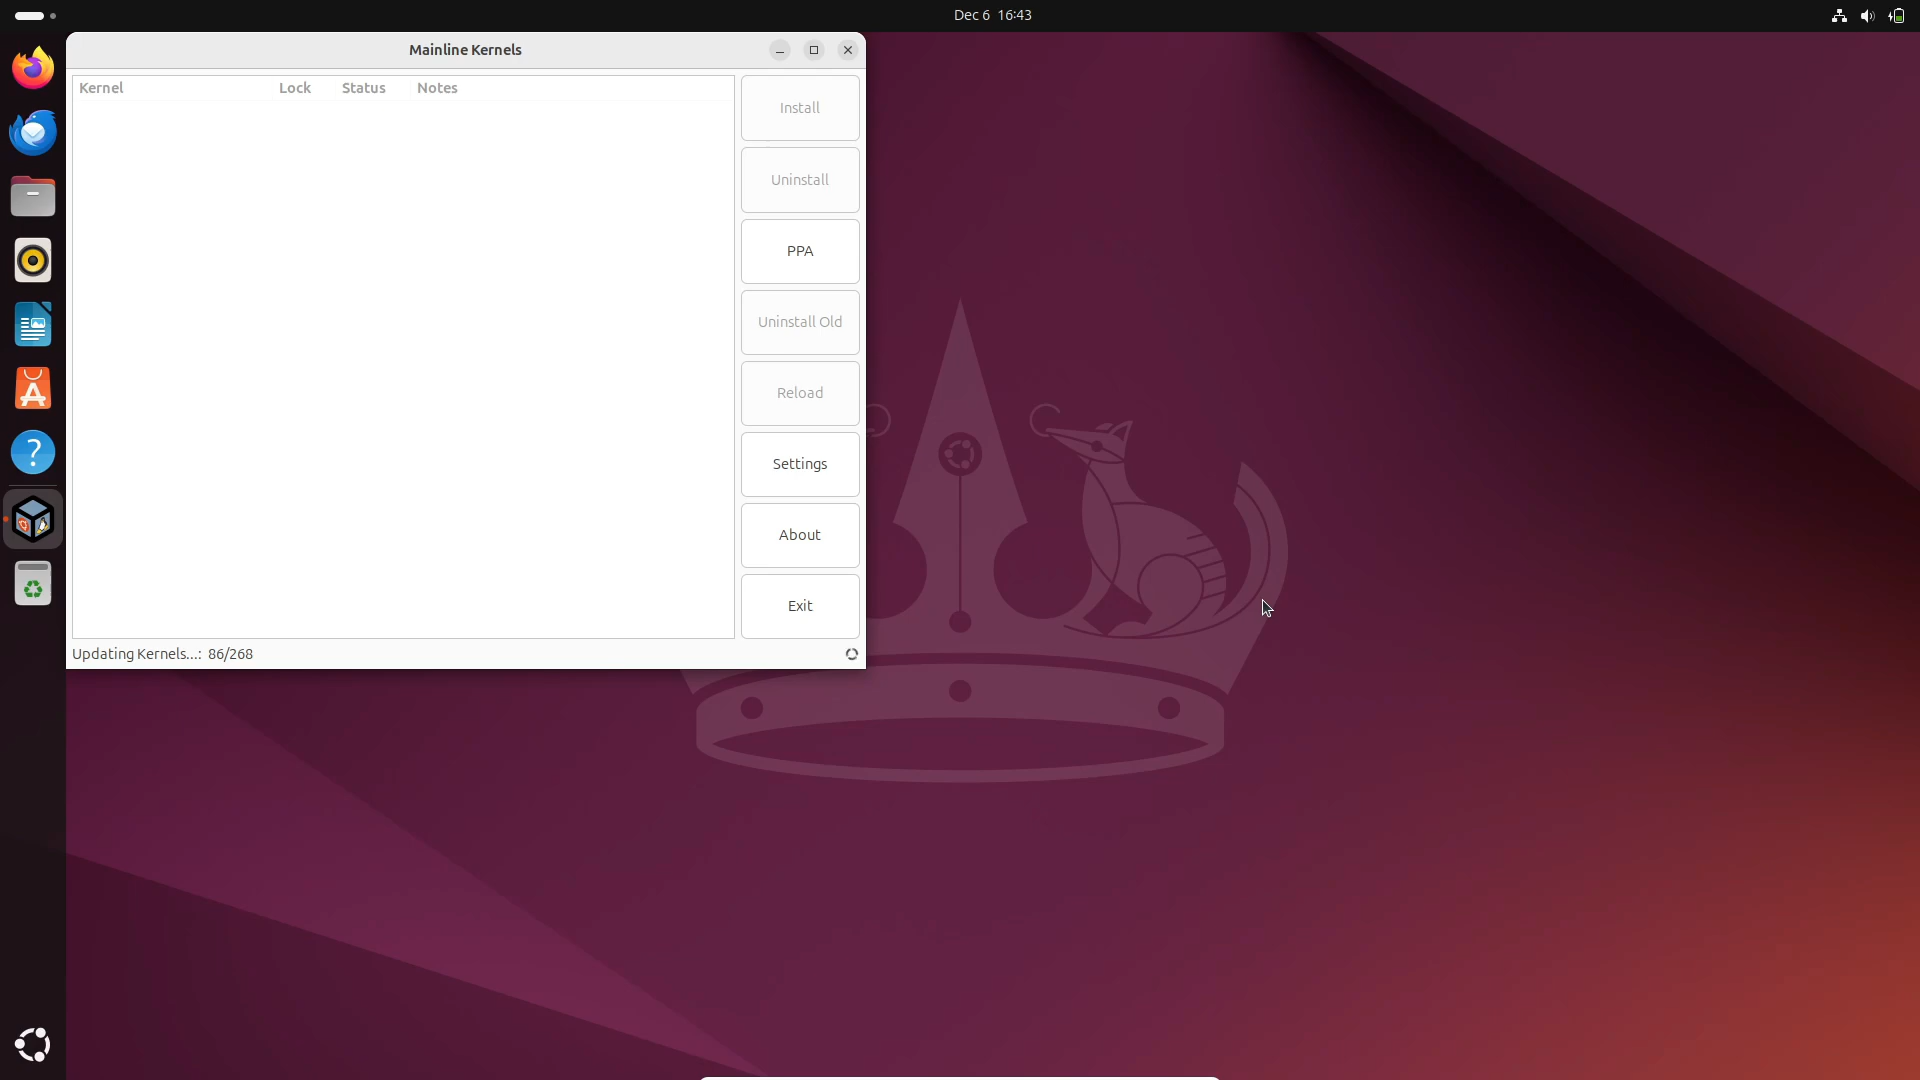 Dec 6 16:43
Mainline Kernels
Kernel Lock Status Notes
Install
Uninstall
PPA
Uninstall Old
Reload
Settings
About
Exit
Updating Kernels...: 86/268